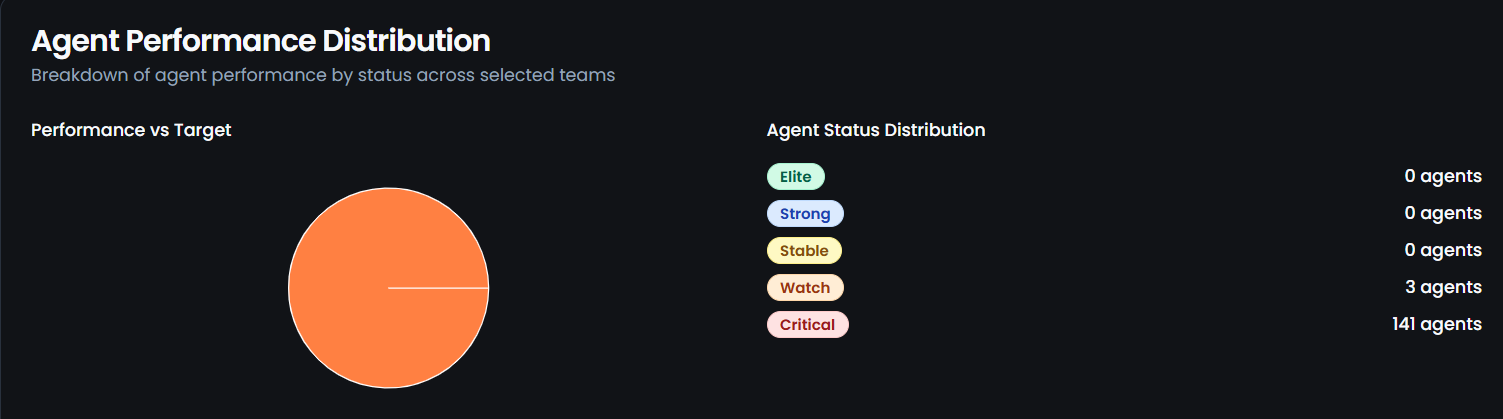 Agent Performance Distribution
Breakdown of agent performance by status across selected teams
Performance vs Target
Agent Status Distribution
Elite 0 agents
Strong 0 agents
Stable 0 agents
Watch 3 agents
Critical 141 agents